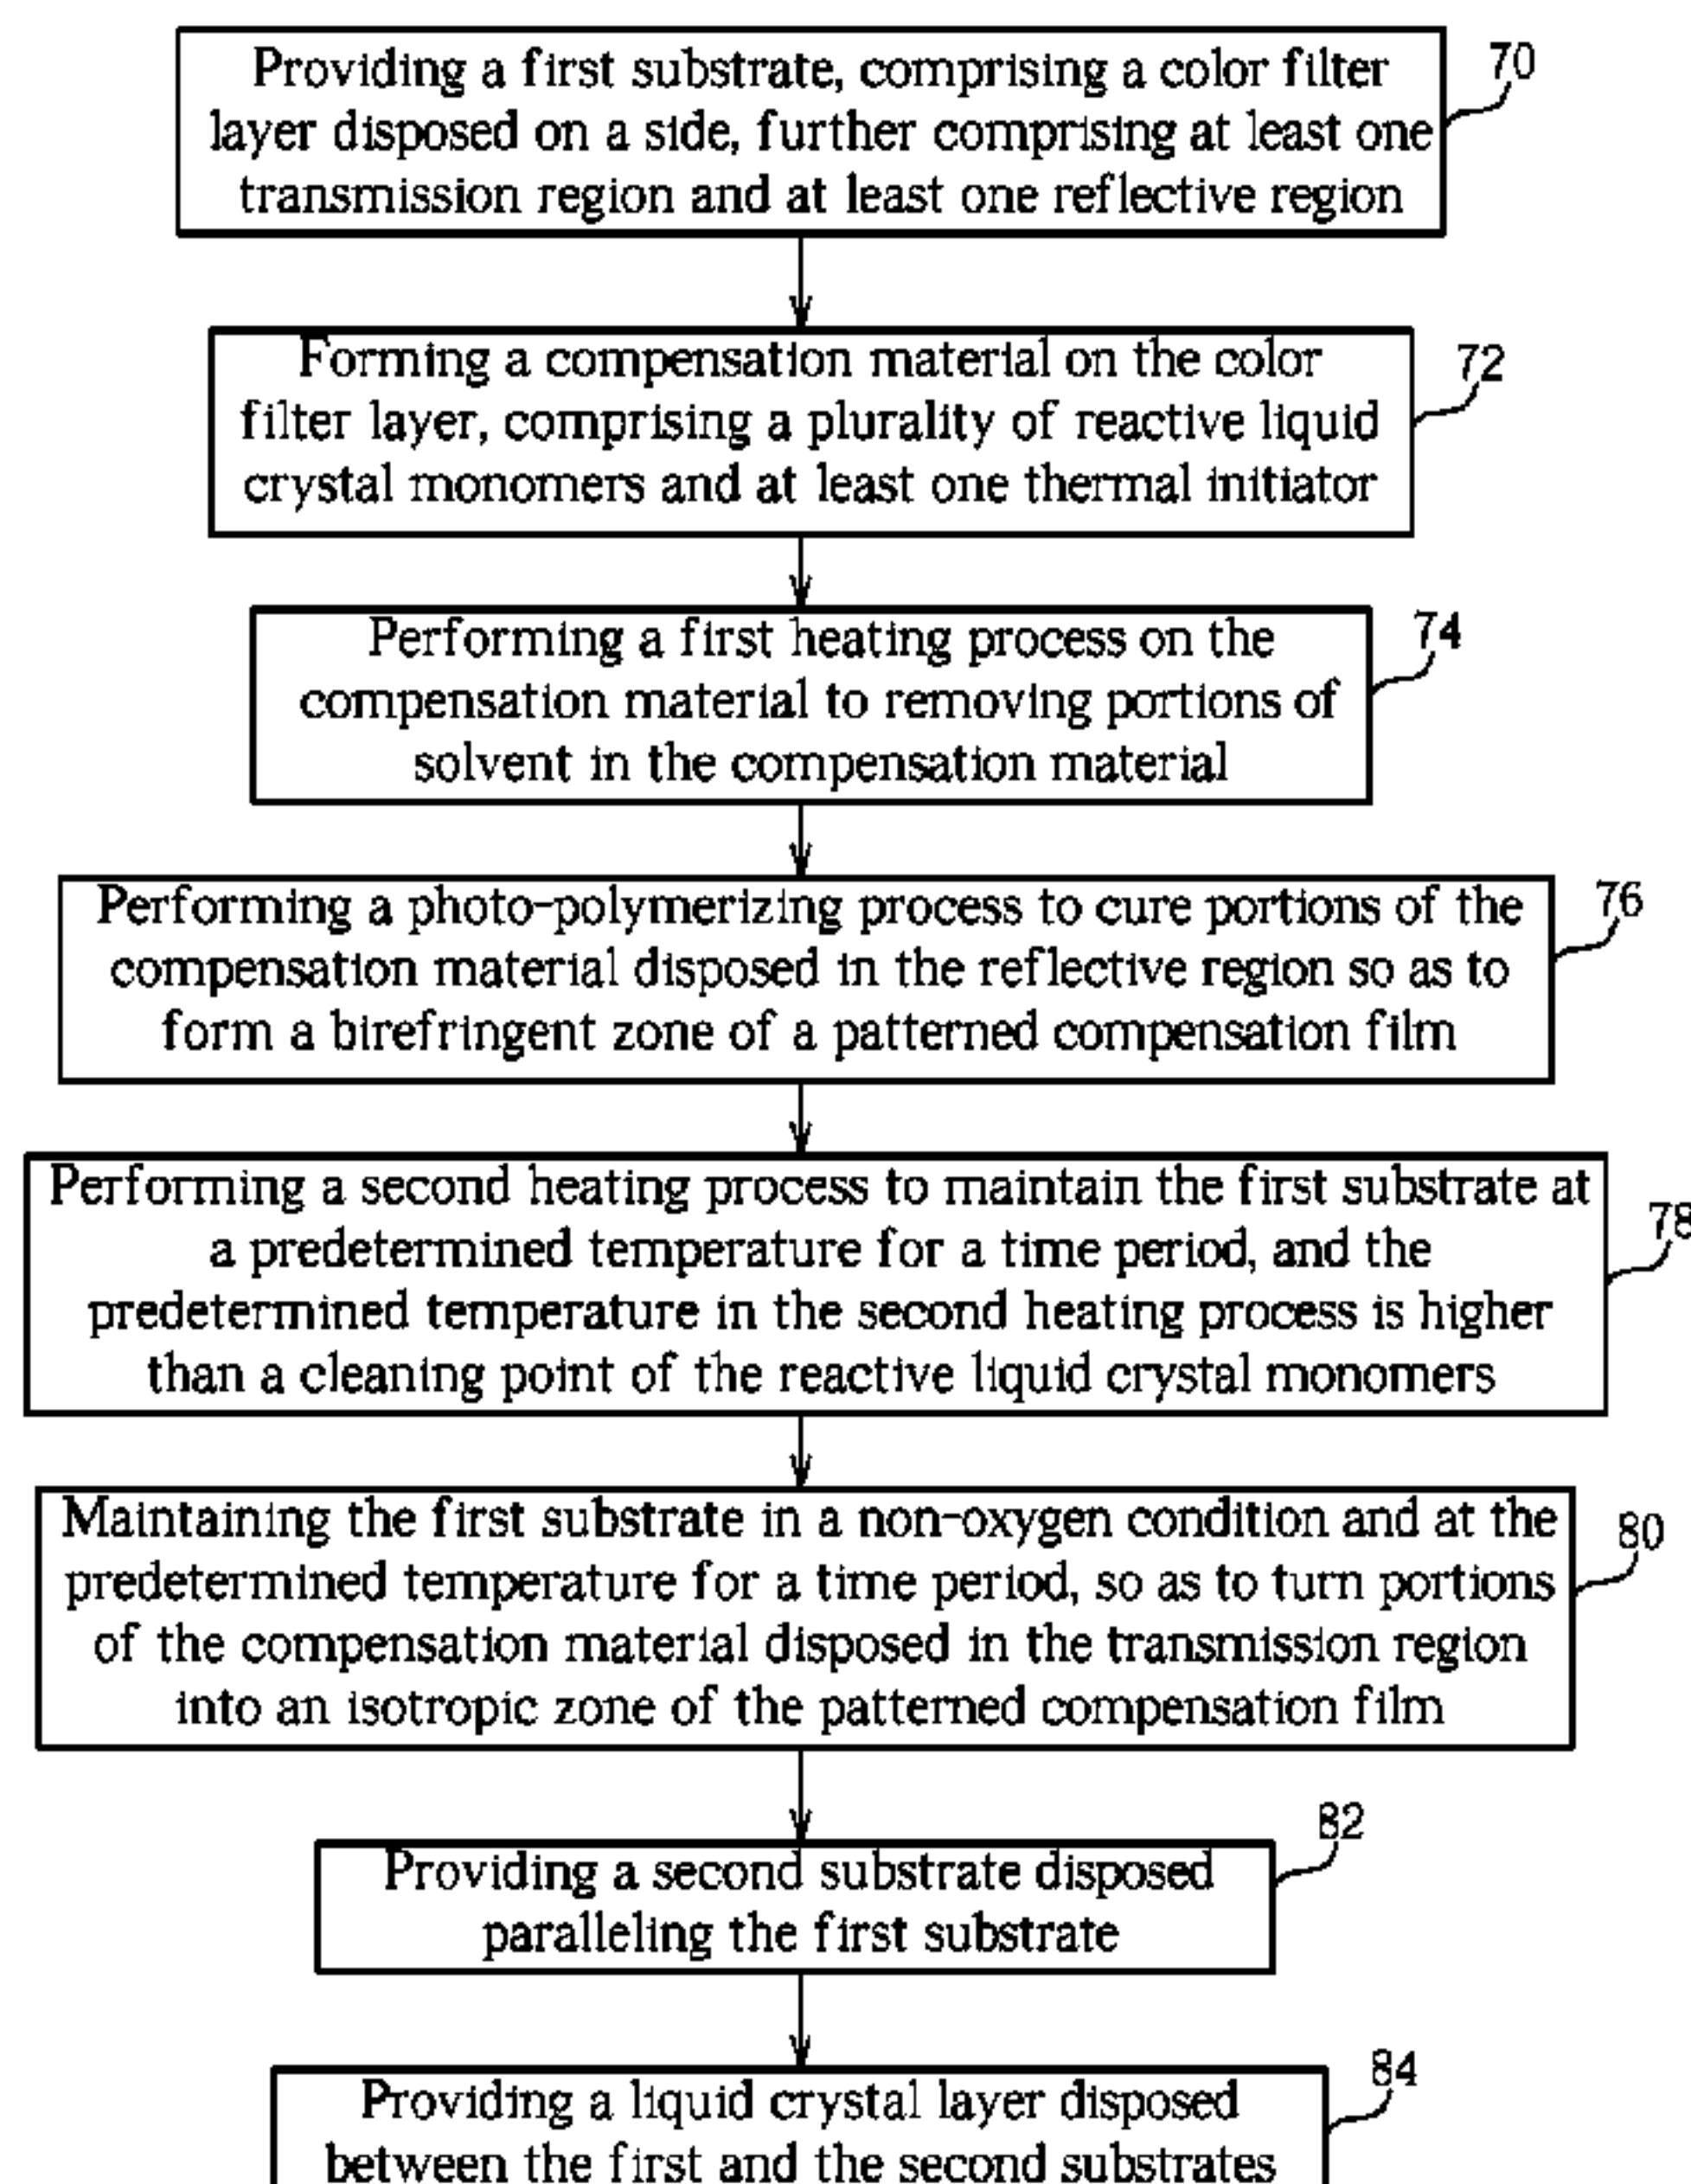 Providing a first substrate, comprising a color filter
layer disposed on a side, further comprising at least one
transmission region and at least one reflective region
70
Forming a compensation material on the color
filter layer, comprising a plurality of reactive liquid
crystal monomers and at least one thermal initiator
72
Performing a first heating process on the
compensation material to removing portions of
solvent in the compensation material
74
Performing a photo-polymerizing process to cure portions of the
compensation material disposed in the reflective region so as to
form a birefringent zone of a patterned compensation film
76
Performing a second heating process to maintain the first substrate at
a predetermined temperature for a time period, and the
predetermined temperature in the second heating process is higher
than a cleaning point of the reactive liquid crystal monomers
78
Maintaining the first substrate in a non-oxygen condition and at the
predetermined temperature for a time period, so as to turn portions
of the compensation material disposed in the transmission region
into an isotropic zone of the patterned compensation film
80
Providing a second substrate disposed
paralleling the first substrate
82
Providing a liquid crystal layer disposed
between the first and the second substrates
84